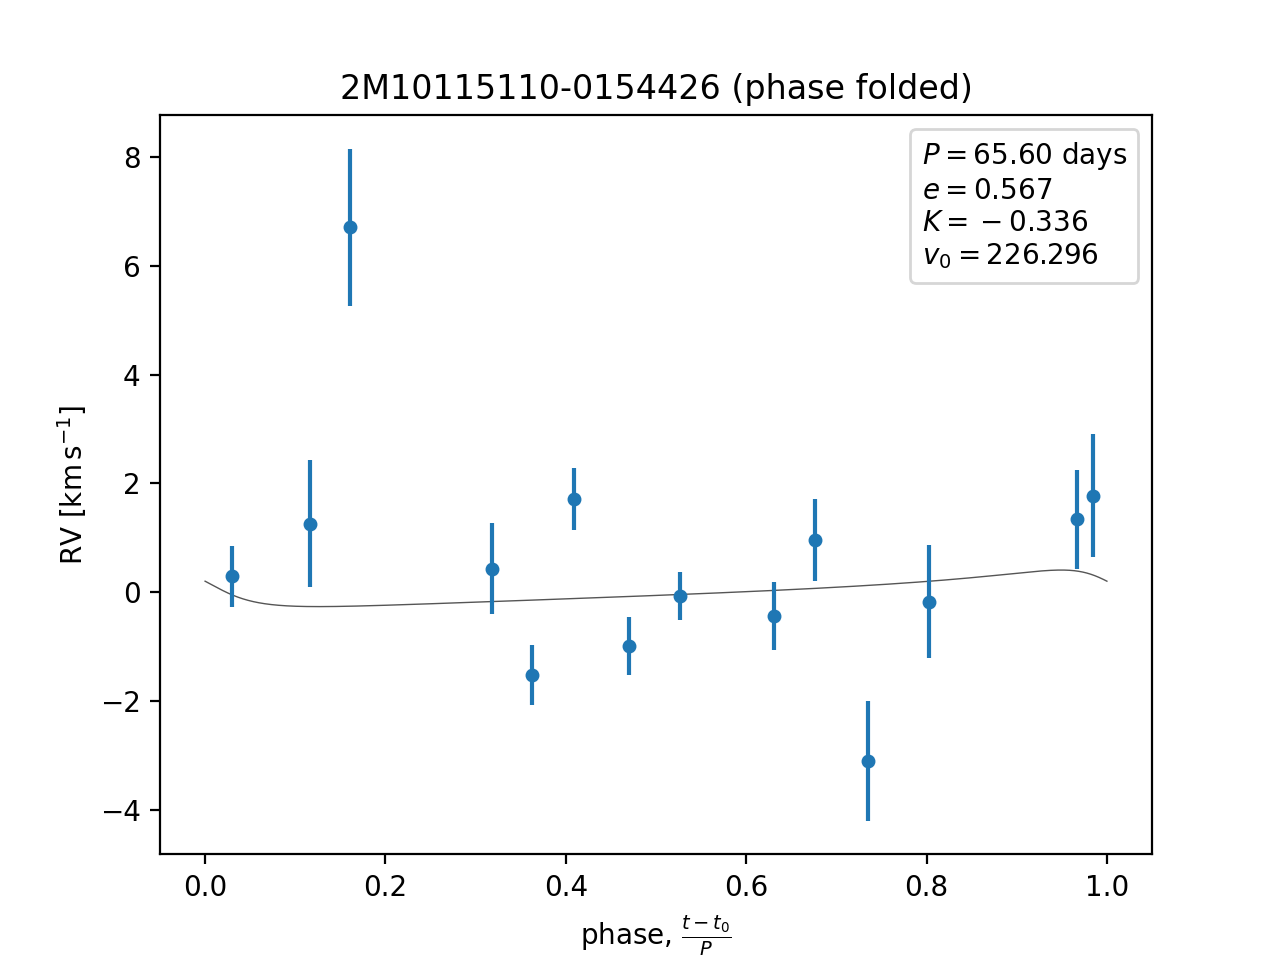 2M10115110-0154426 (phase folded)
P = 65.60 days
e = 0.567
K = −0.336
v₀ = 226.296
8
6
4
2
0
−2
−4
RV [km s⁻¹]
0.0 0.2 0.4 0.6 0.8 1.0
phase, (t − t₀)/P